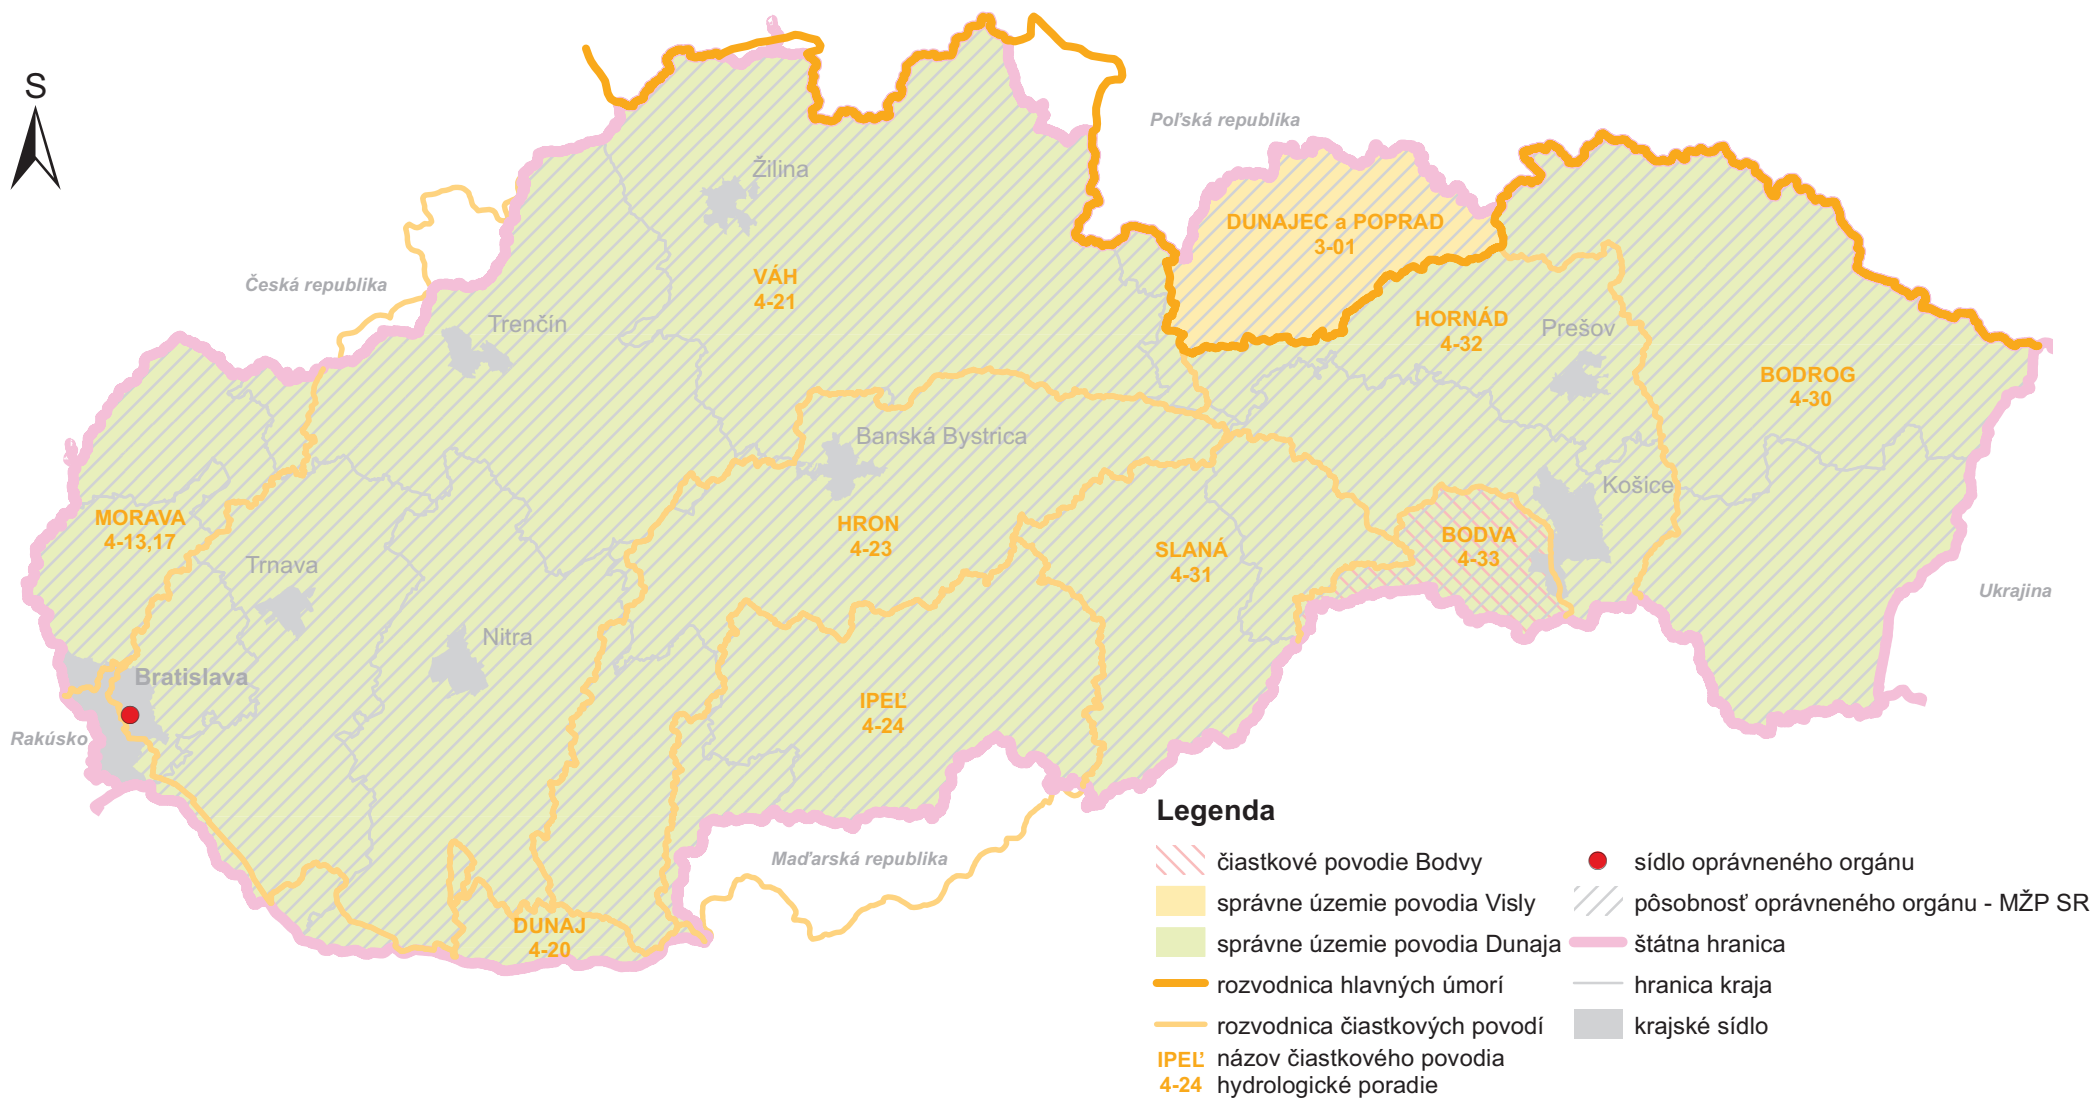 S
Poľská republika
Žilina
DUNAJEC a POPRAD
3-01
Česká republika
VÁH
4-21
Trenčín
HORNÁD
4-32
Prešov
BODROG
4-30
Banská Bystrica
Košice
MORAVA
4-13,17
HRON
4-23
SLANÁ
4-31
BODVA
4-33
Trnava
Ukrajina
Nitra
Bratislava
IPEĽ
4-24
Rakúsko
Maďarská republika
DUNAJ
4-20
Legenda
čiastkové povodie Bodvy
správne územie povodia Visly
správne územie povodia Dunaja
rozvodnica hlavných úmorí
rozvodnica čiastkových povodí
IPEĽ názov čiastkového povodia
4-24 hydrologické poradie
sídlo oprávneného orgánu
pôsobnosť oprávneného orgánu - MŽP SR
štátna hranica
hranica kraja
krajské sídlo